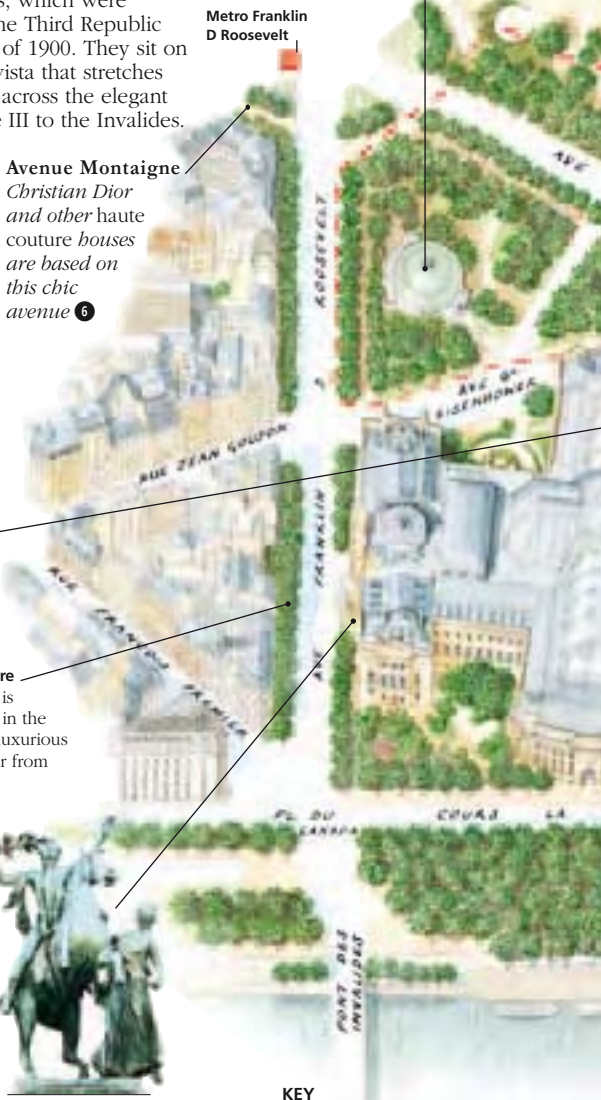 s, which were
he Third Republic
of 1900. They sit on
vista that stretches
across the elegant
e III to the Invalides.
Metro Franklin
D Roosevelt
Avenue Montaigne
Christian Dior
and other haute
couture houses
are based on
this chic
avenue 6
AVE
ROOSEVELT
D
FRANKLIN
AVE
AVE GL
EISENHOWER
RUE JEAN GOUJON
RUE FRANÇOIS PREMIER
re
is
in the
luxurious
r from
PL DU
CANADA
COURS LA
PONT DES
INVALIDES
KEY